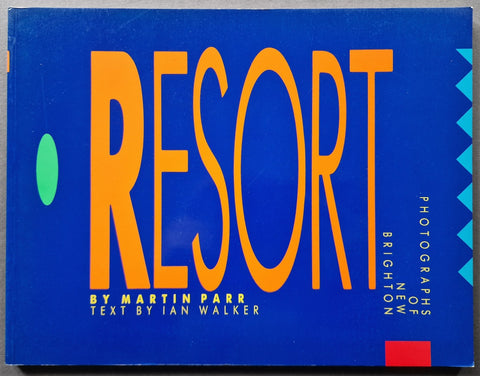 RESORT
BY MARTIN PARR
TEXT BY IAN WALKER
PHOTOGRAPHS
OF
NEW
BRIGHTON